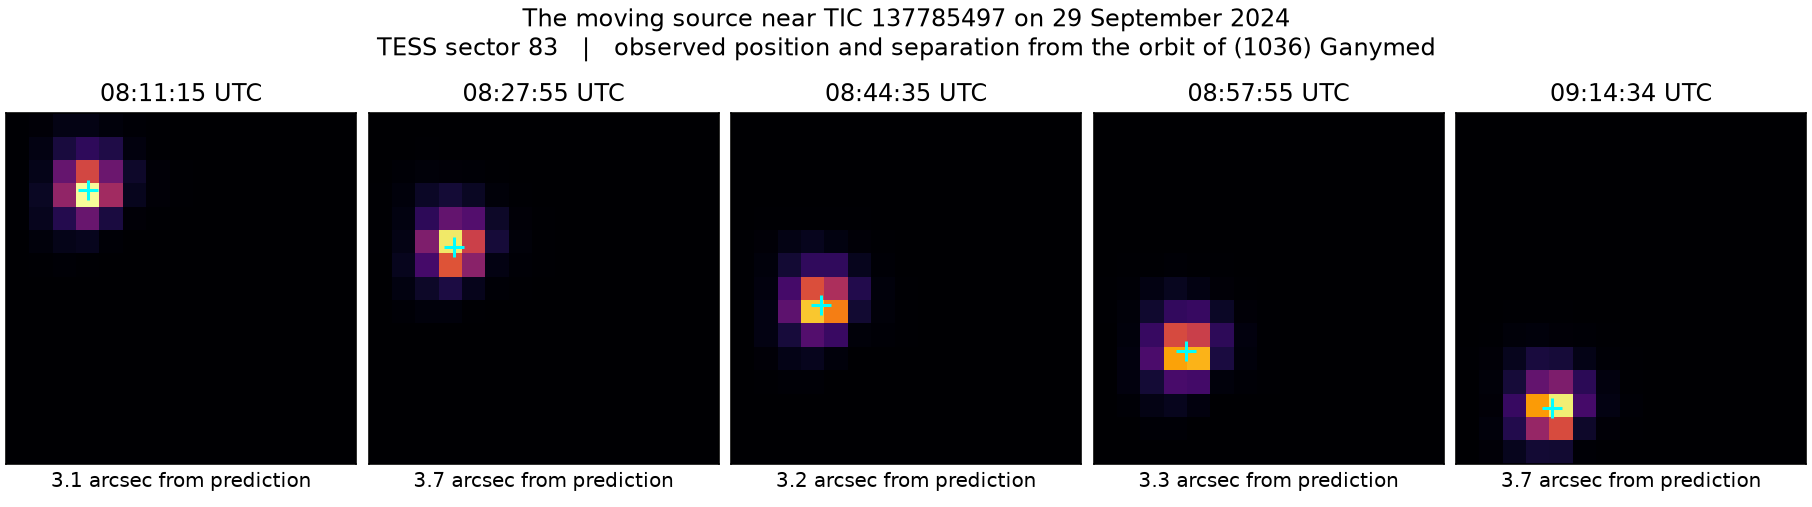 The moving source near TIC 137785497 on 29 September 2024
TESS sector 83 | observed position and separation from the orbit of (1036) Ganymed
08:11:15 UTC
08:27:55 UTC
08:44:35 UTC
08:57:55 UTC
09:14:34 UTC
3.1 arcsec from prediction
3.7 arcsec from prediction
3.2 arcsec from prediction
3.3 arcsec from prediction
3.7 arcsec from prediction